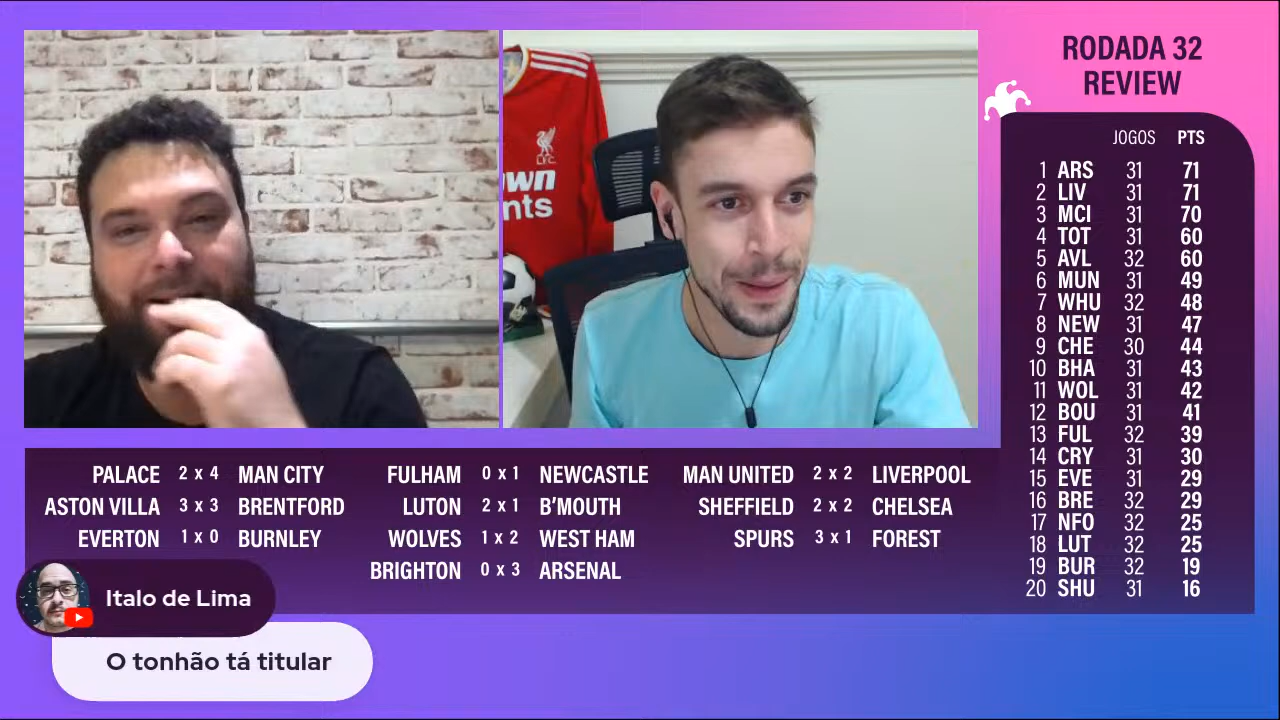 RODADA 32
REVIEW
JOGOS PTS
1 ARS 31 71
2 LIV 31 71
3 MCI 31 70
4 TOT 31 60
5 AVL 32 60
6 MUN 31 49
7 WHU 32 48
8 NEW 31 47
9 CHE 30 44
10 BHA 31 43
11 WOL 31 42
12 BOU 31 41
13 FUL 32 39
14 CRY 31 30
15 EVE 31 29
16 BRE 32 29
17 NFO 32 25
18 LUT 32 25
19 BUR 32 19
20 SHU 31 16
L.F.C.
wn
nts
PALACE 2 x 4 MAN CITY
ASTON VILLA 3 x 3 BRENTFORD
EVERTON 1 x 0 BURNLEY
FULHAM 0 x 1 NEWCASTLE
LUTON 2 x 1 B'MOUTH
WOLVES 1 x 2 WEST HAM
BRIGHTON 0 x 3 ARSENAL
MAN UNITED 2 x 2 LIVERPOOL
SHEFFIELD 2 x 2 CHELSEA
SPURS 3 x 1 FOREST
Italo de Lima
O tonhão tá titular